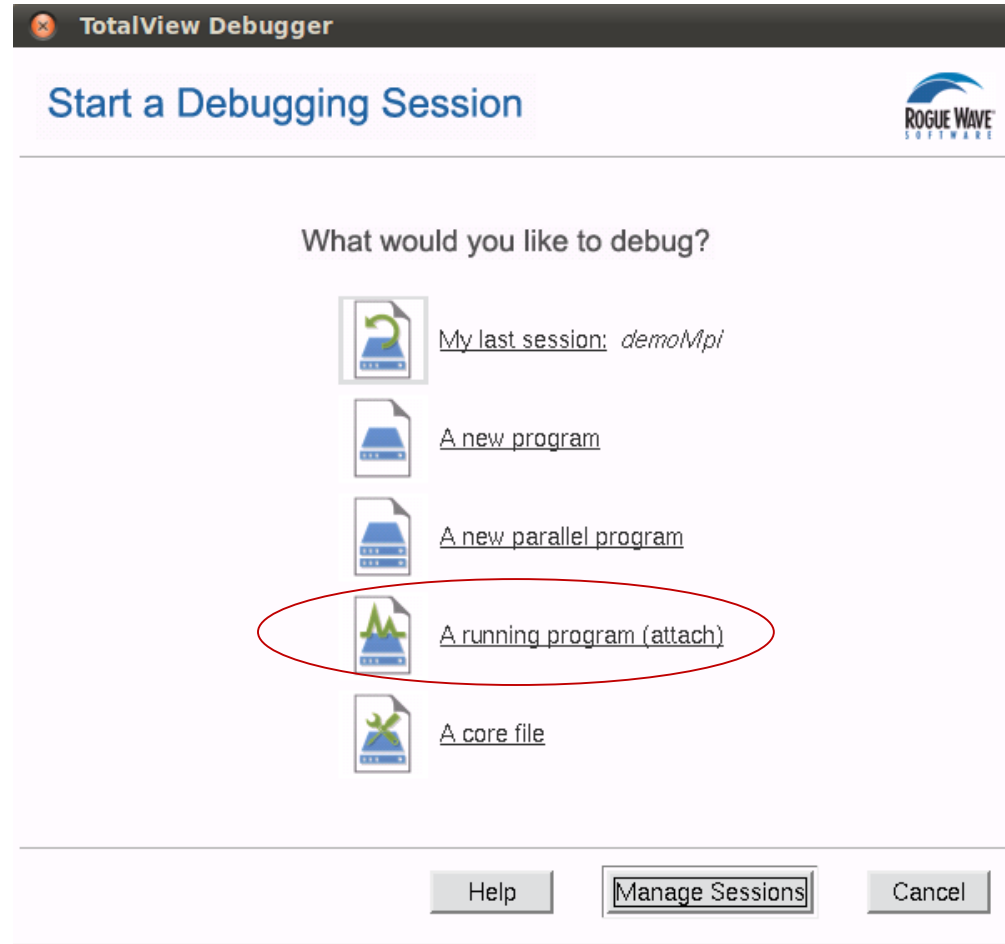 TotalView Debugger
Start a Debugging Session
ROGUE WAVE
SOFTWARE
What would you like to debug?
My last session: demoMpi
A new program
A new parallel program
A running program (attach)
A core file
Help
Manage Sessions
Cancel